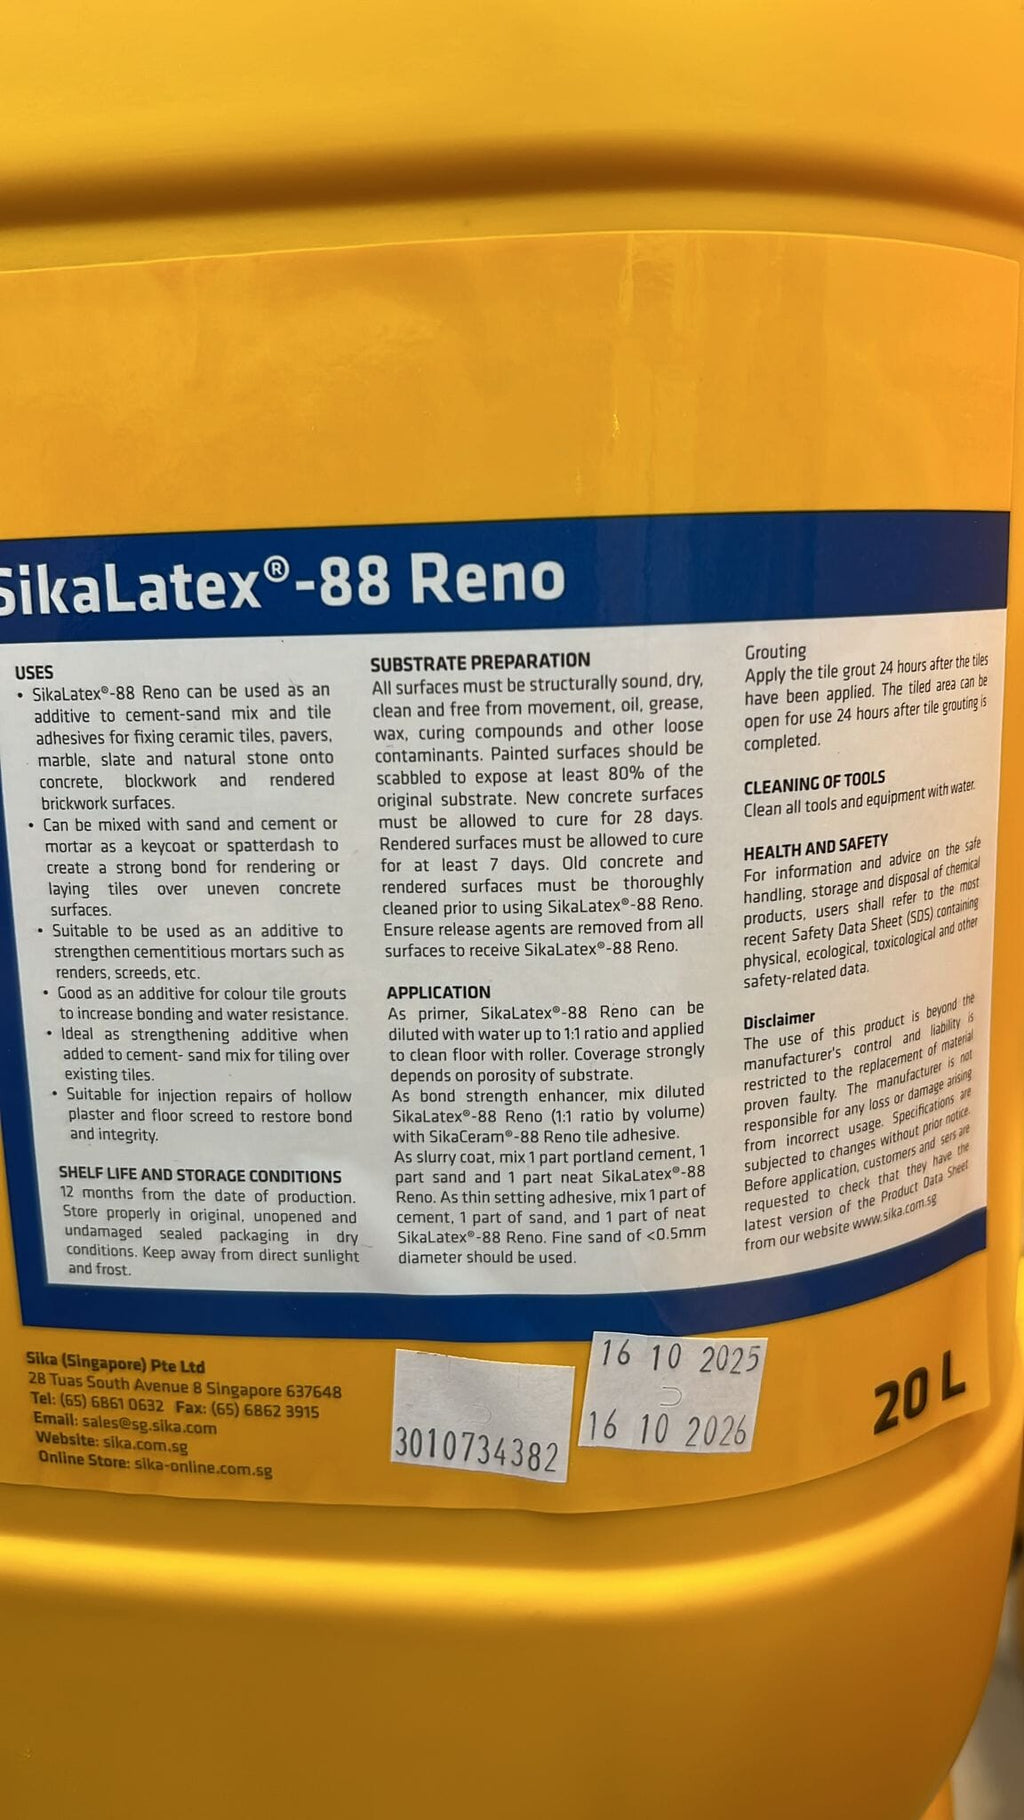 SikaLatex®-88 Reno
USES
• SikaLatex®-88 Reno can be used as an
additive to cement-sand mix and tile
adhesives for fixing ceramic tiles, pavers,
marble, slate and natural stone onto
concrete, blockwork and rendered
brickwork surfaces.
• Can be mixed with sand and cement or
mortar as a keycoat or spatterdash to
create a strong bond for rendering or
laying tiles over uneven concrete
surfaces.
• Suitable to be used as an additive to
strengthen cementitious mortars such as
renders, screeds, etc.
• Good as an additive for colour tile grouts
to increase bonding and water resistance.
• Ideal as strengthening additive when
added to cement- sand mix for tiling over
existing tiles.
• Suitable for injection repairs of hollow
plaster and floor screed to restore bond
and integrity.
SHELF LIFE AND STORAGE CONDITIONS
12 months from the date of production.
Store properly in original, unopened and
undamaged sealed packaging in dry
conditions. Keep away from direct sunlight
and frost.
SUBSTRATE PREPARATION
All surfaces must be structurally sound, dry,
clean and free from movement, oil, grease,
wax, curing compounds and other loose
contaminants. Painted surfaces should be
scabbled to expose at least 80% of the
original substrate. New concrete surfaces
must be allowed to cure for 28 days.
Rendered surfaces must be allowed to cure
for at least 7 days. Old concrete and
rendered surfaces must be thoroughly
cleaned prior to using SikaLatex®-88 Reno.
Ensure release agents are removed from all
surfaces to receive SikaLatex®-88 Reno.
APPLICATION
As primer, SikaLatex®-88 Reno can be
diluted with water up to 1:1 ratio and applied
to clean floor with roller. Coverage strongly
depends on porosity of substrate.
As bond strength enhancer, mix diluted
SikaLatex®-88 Reno (1:1 ratio by volume)
with SikaCeram®-88 Reno tile adhesive.
As slurry coat, mix 1 part portland cement, 1
part sand and 1 part neat SikaLatex®-88
Reno. As thin setting adhesive, mix 1 part of
cement, 1 part of sand, and 1 part of neat
SikaLatex®-88 Reno. Fine sand of <0.5mm
diameter should be used.
Grouting
Apply the tile grout 24 hours after the tiles
have been applied. The tiled area can be
open for use 24 hours after tile grouting is
completed.
CLEANING OF TOOLS
Clean all tools and equipment with water.
HEALTH AND SAFETY
For information and advice on the safe
handling, storage and disposal of chemical
products, users shall refer to the most
recent Safety Data Sheet (SDS) containing
physical, ecological, toxicological and other
safety-related data.
Disclaimer
The use of this product is beyond the
manufacturer's control and liability is
restricted to the replacement of material
proven faulty. The manufacturer is not
responsible for any loss or damage arising
from incorrect usage. Specifications are
subjected to changes without prior notice.
Before application, customers and sers are
requested to check that they have the
latest version of the Product Data Sheet
from our website www.sika.com.sg
Sika (Singapore) Pte Ltd
28 Tuas South Avenue 8 Singapore 637648
Tel: (65) 6861 0632 Fax: (65) 6862 3915
Email: sales@sg.sika.com
Website: sika.com.sg
Online Store: sika-online.com.sg
3010734382
16 10 2025
16 10 2026
20 L